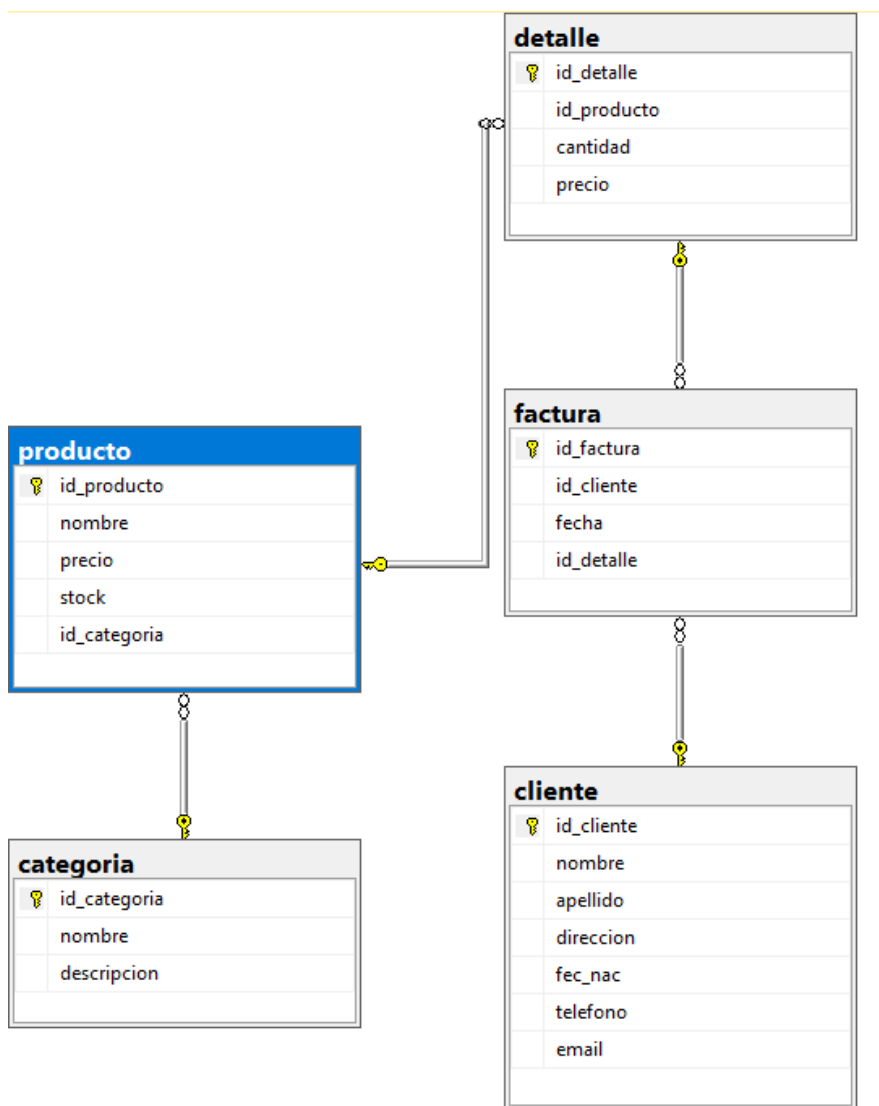 detalle
id_detalle
id_producto
cantidad
precio
factura
id_factura
id_cliente
fecha
id_detalle
producto
id_producto
nombre
precio
stock
id_categoria
cliente
id_cliente
nombre
apellido
direccion
fec_nac
telefono
email
categoria
id_categoria
nombre
descripcion